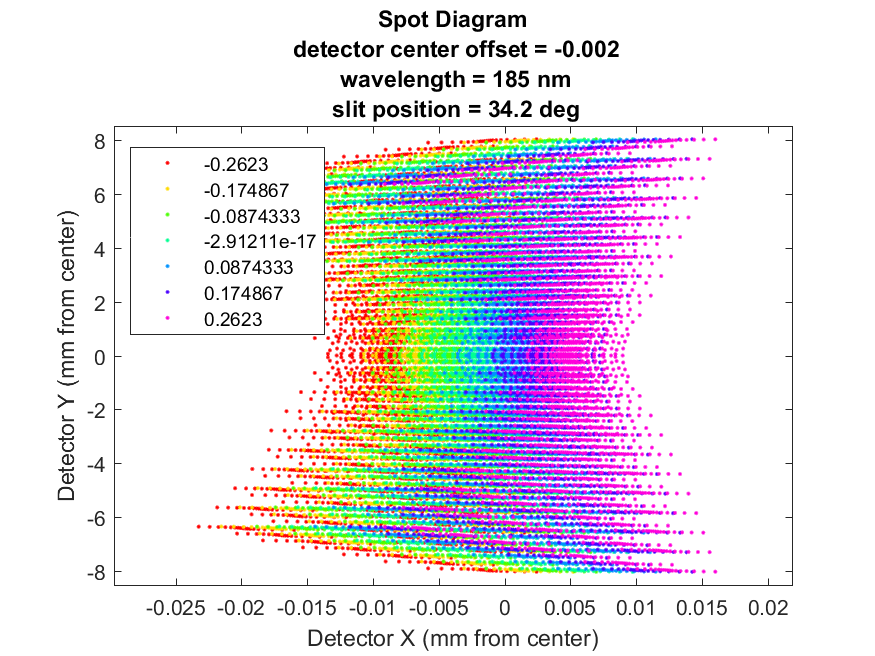 Spot Diagram
detector center offset = -0.002
wavelength = 185 nm
slit position = 34.2 deg
-0.2623
-0.174867
-0.0874333
-2.91211e-17
0.0874333
0.174867
0.2623
8
6
4
2
0
-2
-4
-6
-8
Detector Y (mm from center)
-0.025 -0.02 -0.015 -0.01 -0.005 0 0.005 0.01 0.015 0.02
Detector X (mm from center)